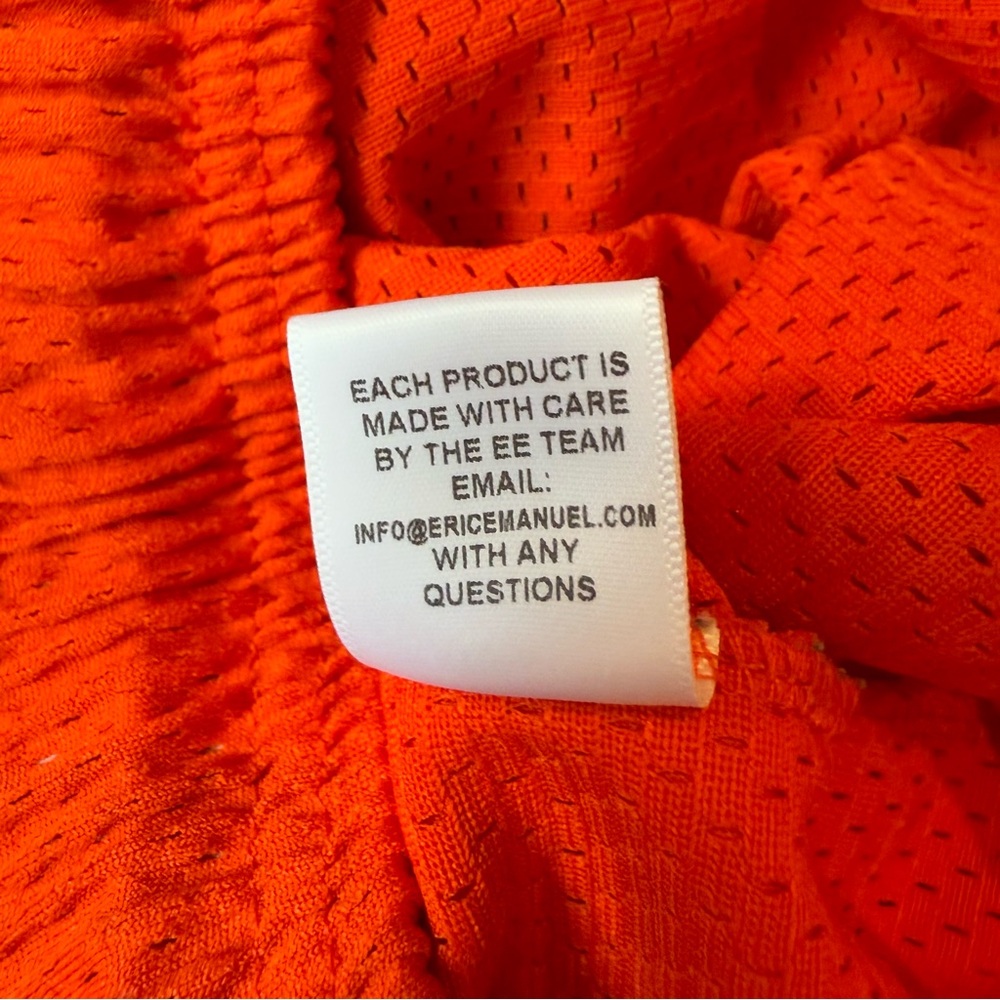 EACH PRODUCT IS
MADE WITH CARE
BY THE EE TEAM
EMAIL:
INFO@ERICEMANUEL.COM
WITH ANY
QUESTIONS